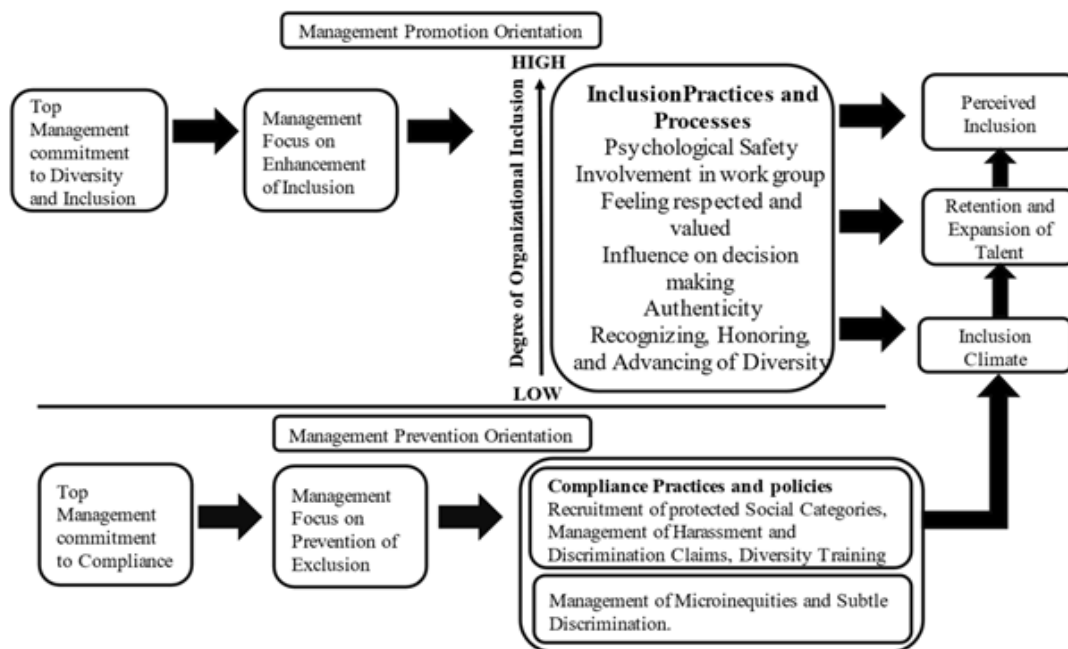 Management Promotion Orientation
HIGH
Top
Management
commitment
to Diversity
and Inclusion
Management
Focus on
Enhancement
of Inclusion
Degree of Organizational Inclusion
InclusionPractices and
Processes
Psychological Safety
Involvement in work group
Feeling respected and
valued
Influence on decision
making
Authenticity
Recognizing, Honoring,
and Advancing of Diversity
Perceived
Inclusion
Retention and
Expansion of
Talent
Inclusion
Climate
LOW
Management Prevention Orientation
Top
Management
commitment
to Compliance
Management
Focus on
Prevention of
Exclusion
Compliance Practices and policies
Recruitment of protected Social Categories,
Management of Harassment and
Discrimination Claims, Diversity Training
Management of Microinequities and Subtle
Discrimination.